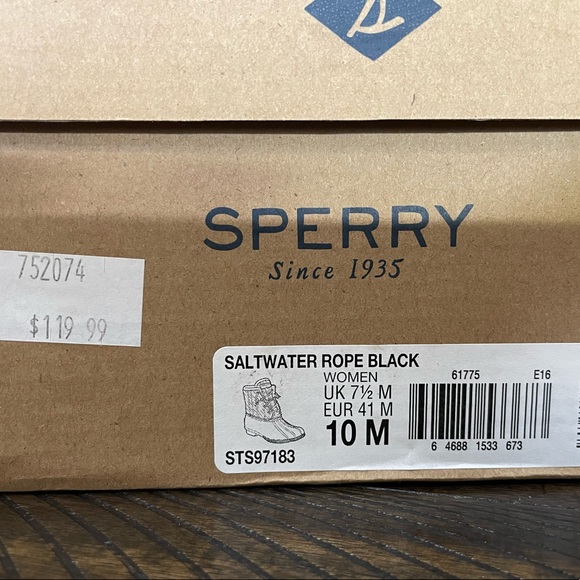 SPERRY
Since 1935
752074
$119 99
SALTWATER ROPE BLACK
WOMEN
UK 7½ M
EUR 41 M
10 M
STS97183
61775 E16
6 4688 1533 673